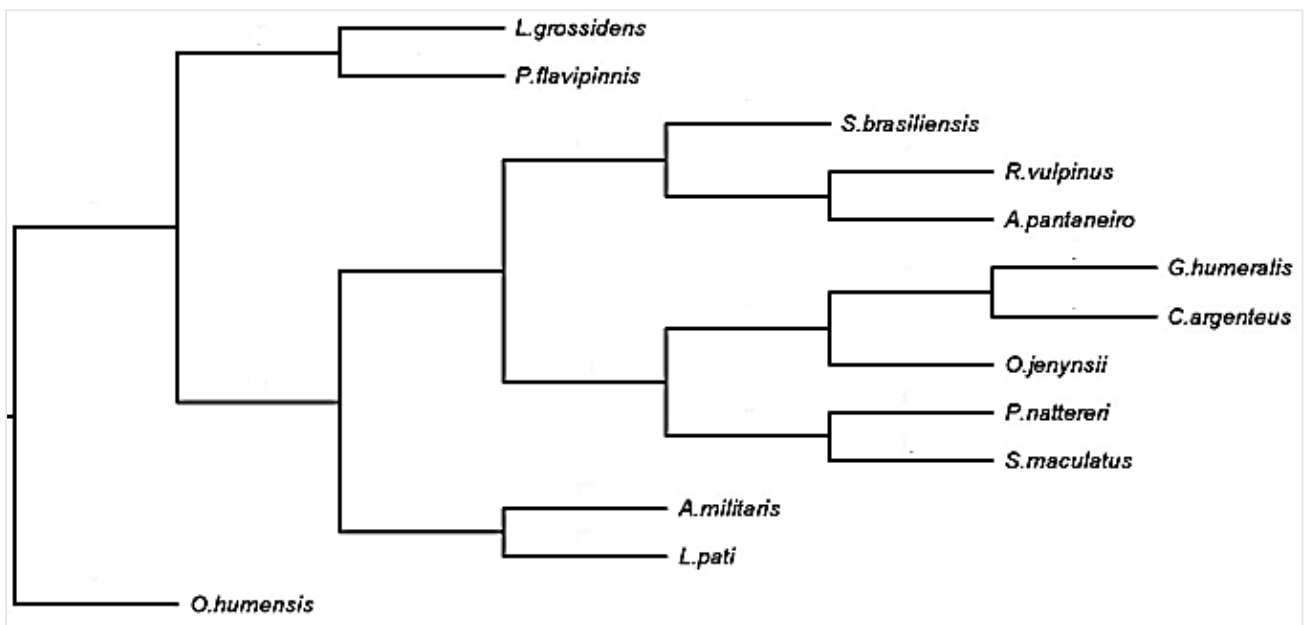 L.grossidens
P.flavipinnis
S.brasiliensis
R.vulpinus
A.pantaneiro
G.humeralis
C.argenteus
O.jenynsii
P.nattereri
S.maculatus
A.militaris
L.pati
O.humensis